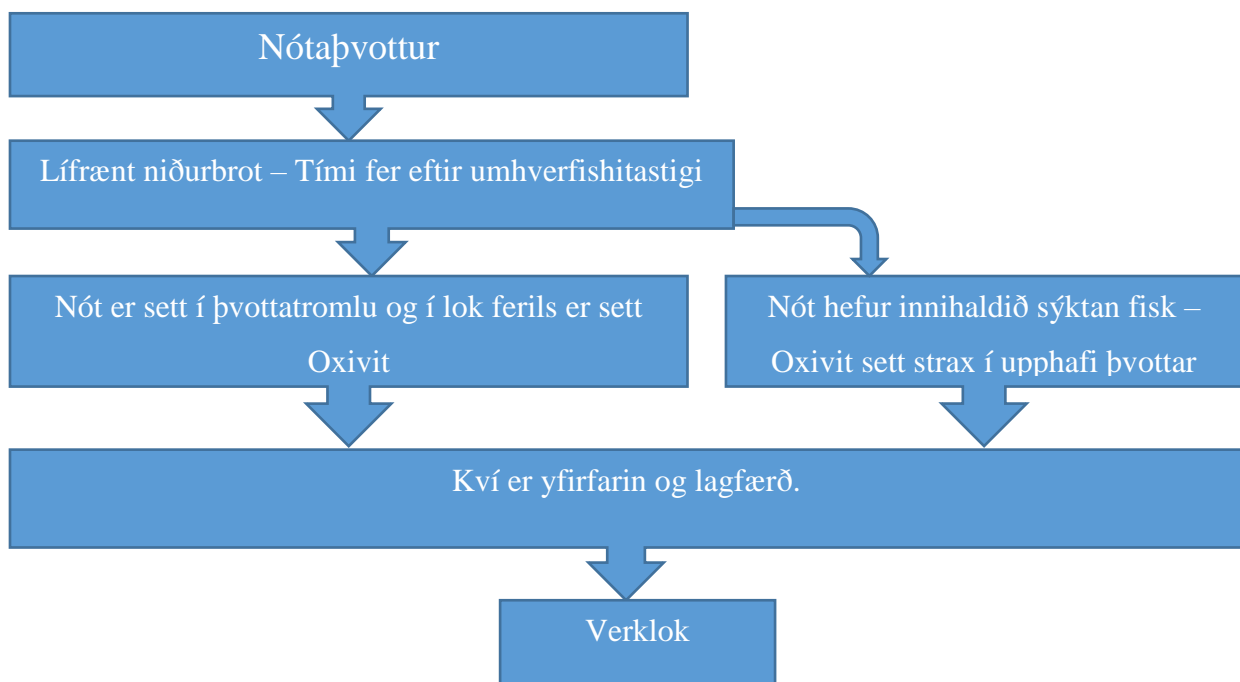 Nótaþvottur
Lífrænt niðurbrot – Tími fer eftir umhverfishitastigi
Nót er sett í þvottatromlu og í lok ferils er sett
Oxivit
Nót hefur innihaldið sýktan fisk –
Oxivit sett strax í upphafi þvottar
Kví er yfirfarin og lagfærð.
Verklok